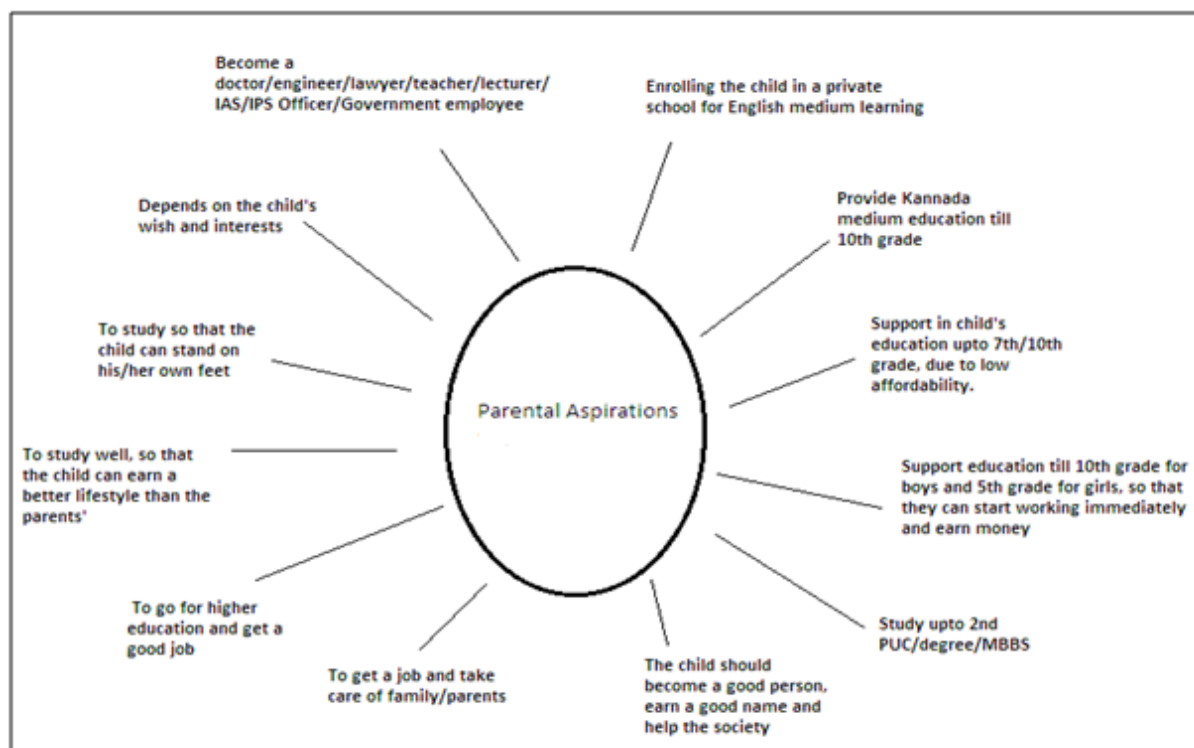 Become a
doctor/engineer/lawyer/teacher/lecturer/
IAS/IPS Officer/Government employee
Enrolling the child in a private
school for English medium learning
Depends on the child's
wish and interests
Provide Kannada
medium education till
10th grade
To study so that the
child can stand on
his/her own feet
Support in child's
education upto 7th/10th
grade, due to low
affordability.
Parental Aspirations
To study well, so that
the child can earn a
better lifestyle than the
parents'
Support education till 10th grade for
boys and 5th grade for girls, so that
they can start working immediately
and earn money
To go for higher
education and get a
good job
Study upto 2nd
PUC/degree/MBBS
To get a job and take
care of family/parents
The child should
become a good person,
earn a good name and
help the society